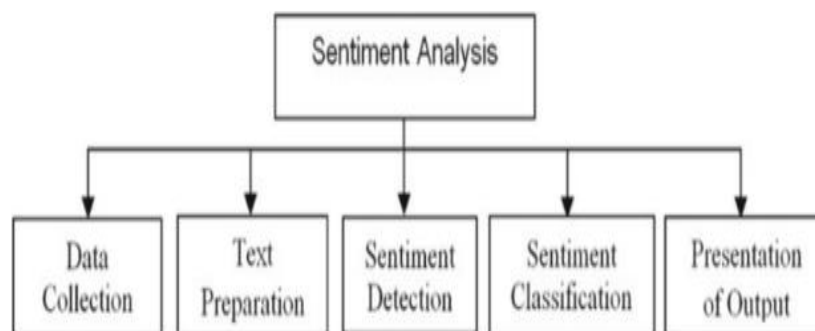 Sentiment Analysis
Data
Collection
Text
Preparation
Sentiment
Detection
Sentiment
Classification
Presentation
of Output